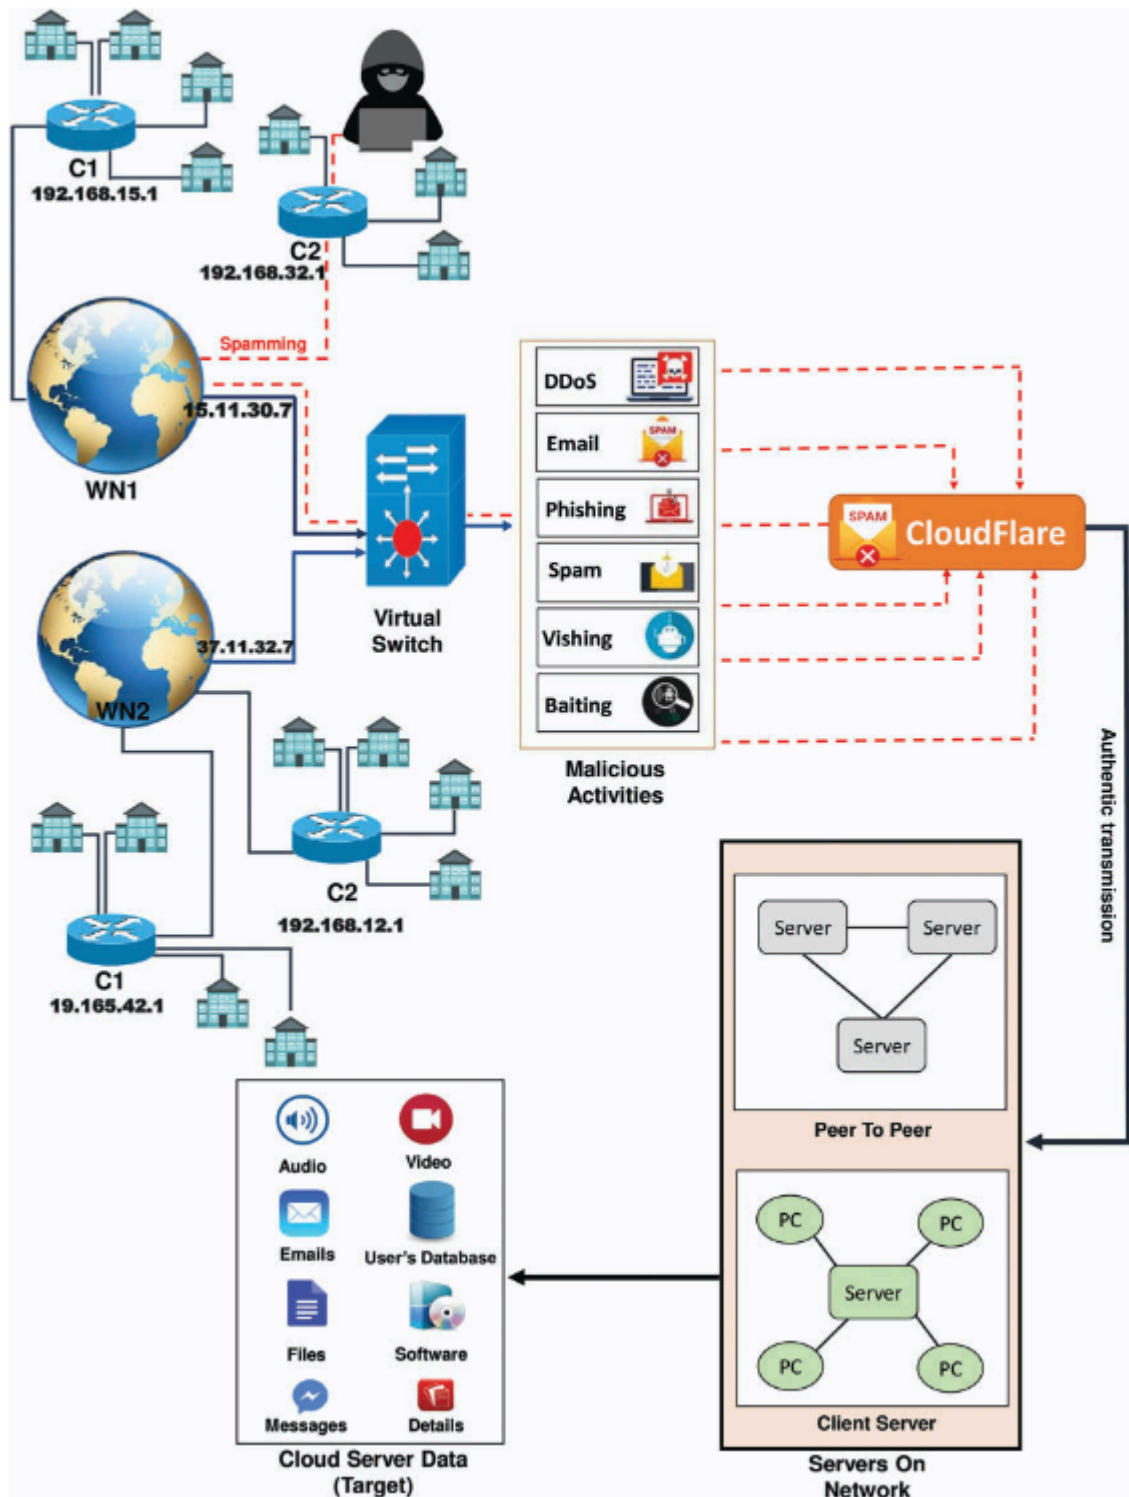 C1
192.168.15.1
C2
192.168.32.1
Spamming
15.11.30.7
WN1
37.11.32.7
WN2
Virtual
Switch
DDoS
Email
SPAM
Phishing
Spam
Vishing
Baiting
Malicious
Activities
SPAM
CloudFlare
Authentic transmission
C2
192.168.12.1
C1
19.165.42.1
Server
Server
Server
Peer To Peer
PC
PC
Server
PC
PC
Client Server
Servers On
Network
Audio
Video
Emails
User's Database
Files
Software
Messages
Details
Cloud Server Data
(Target)